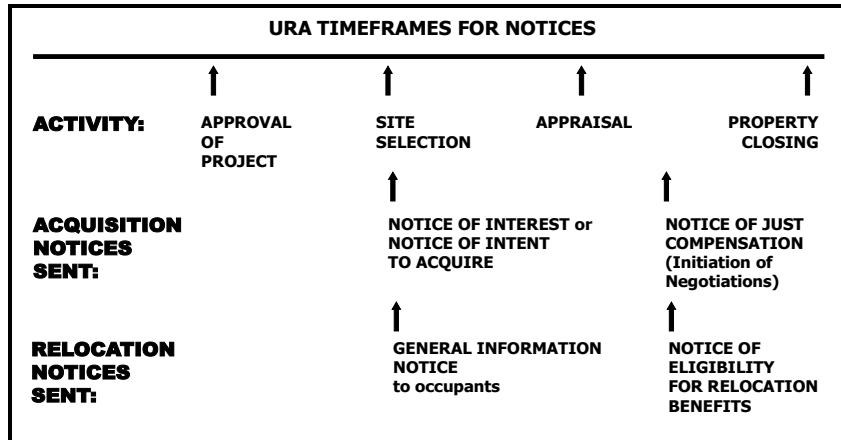 URA TIMEFRAMES FOR NOTICES
ACTIVITY:
APPROVAL
OF
PROJECT
SITE
SELECTION
APPRAISAL
PROPERTY
CLOSING
ACQUISITION
NOTICES
SENT:
NOTICE OF INTEREST or
NOTICE OF INTENT
TO ACQUIRE
NOTICE OF JUST
COMPENSATION
(Initiation of
Negotiations)
RELOCATION
NOTICES
SENT:
GENERAL INFORMATION
NOTICE
to occupants
NOTICE OF
ELIGIBILITY
FOR RELOCATION
BENEFITS